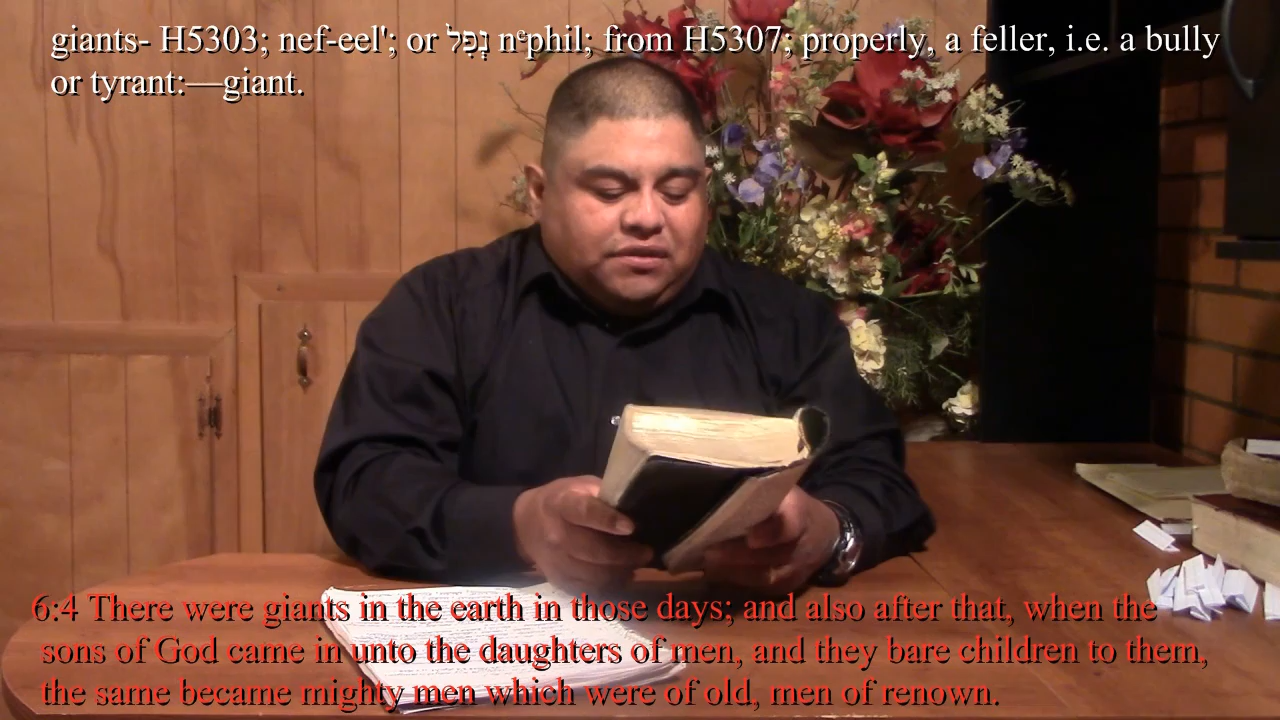 giants- H5303; nef-eel'; or נְפִל nᵉphil; from H5307; properly, a feller, i.e. a bully
or tyrant:—giant.
6:4 There were giants in the earth in those days; and also after that, when the
sons of God came in unto the daughters of men, and they bare children to them,
the same became mighty men which were of old, men of renown.